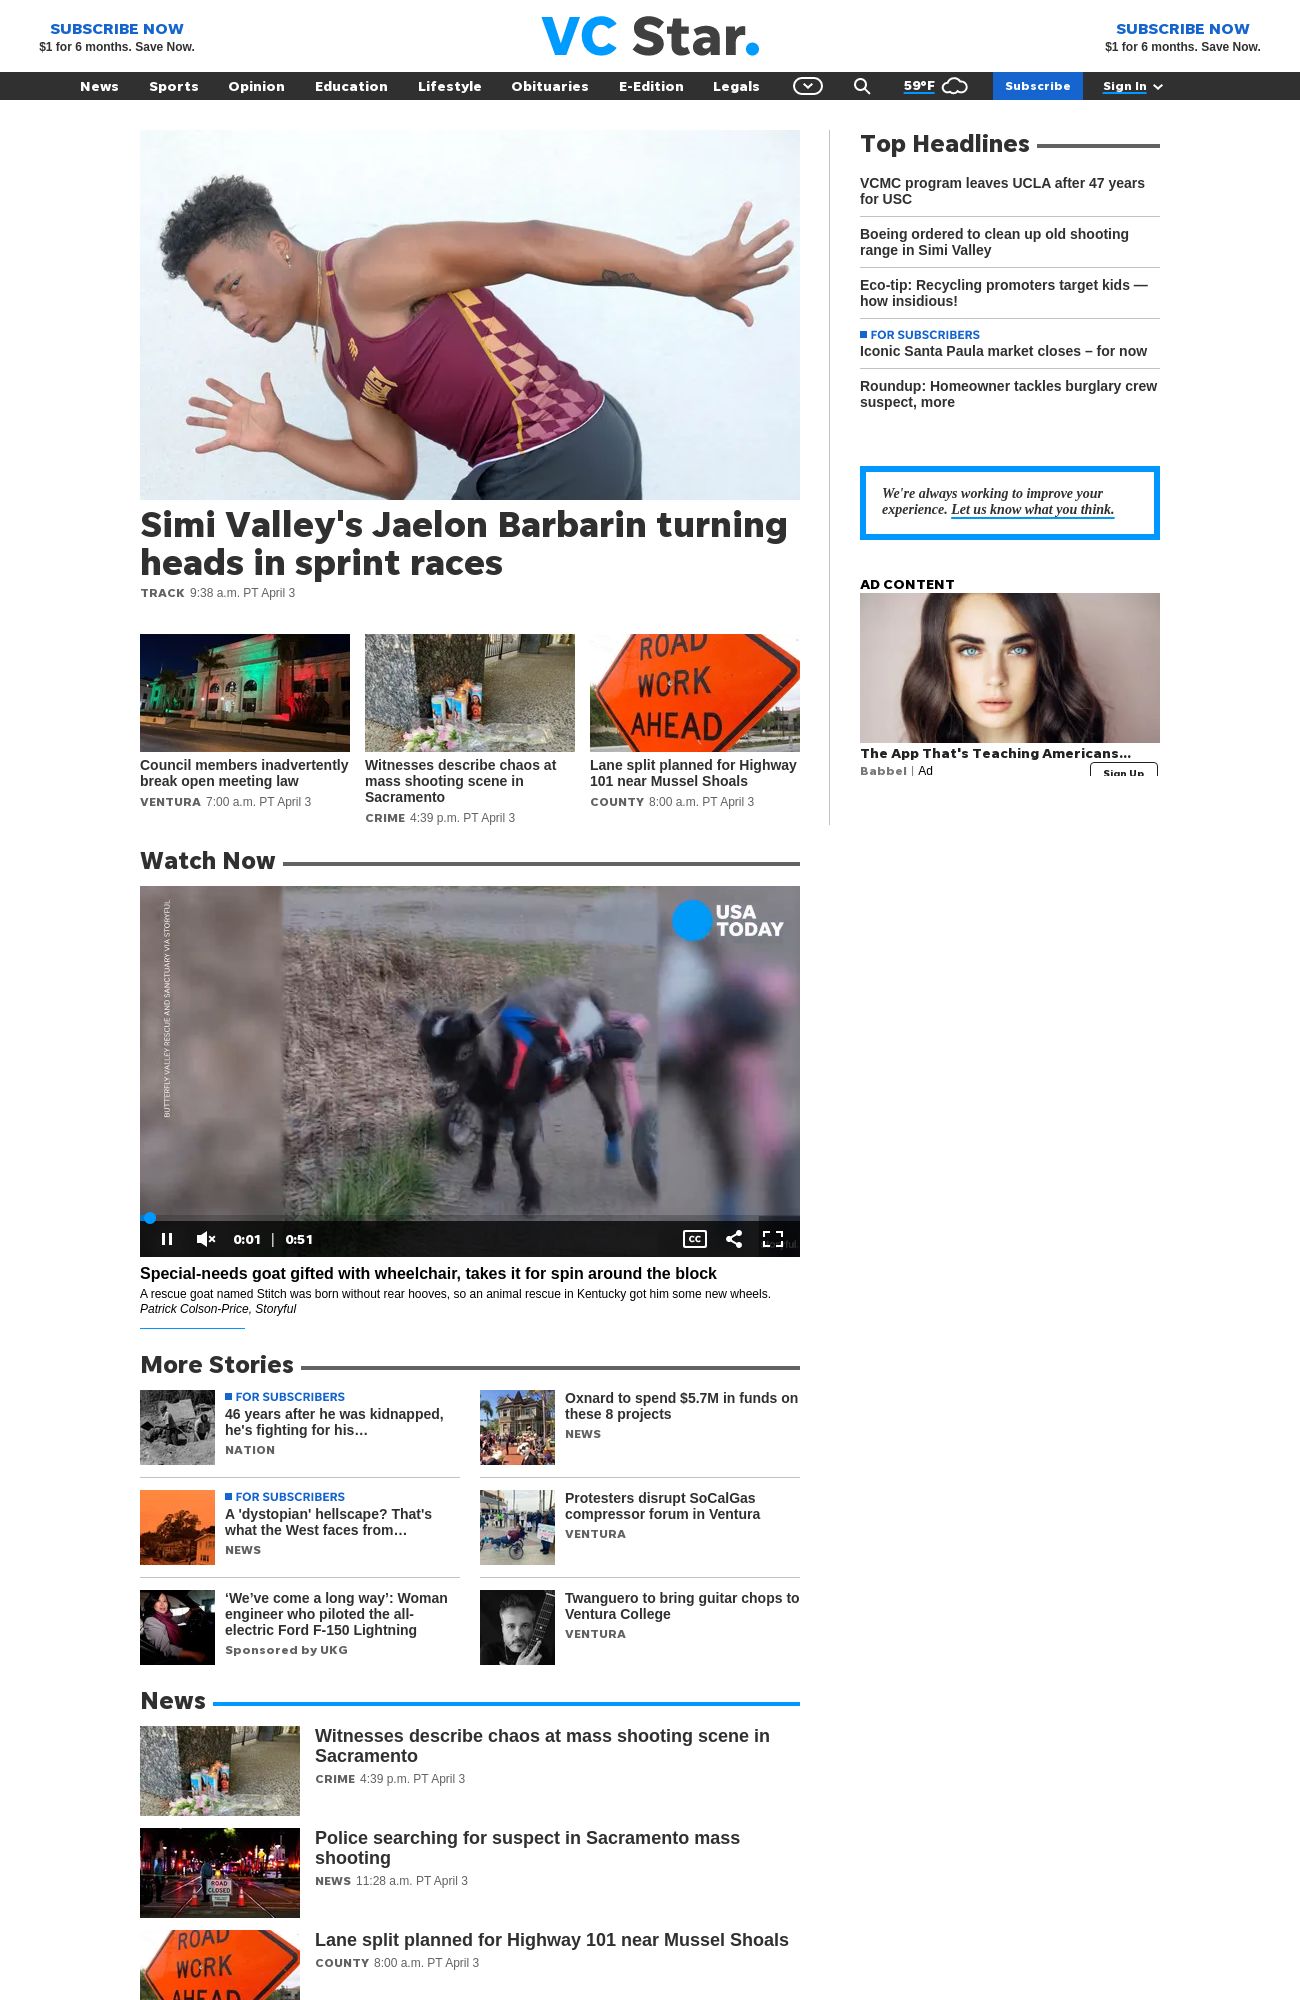 SUBSCRIBE NOW
$1 for 6 months. Save Now.
VC Star.
SUBSCRIBE NOW
$1 for 6 months. Save Now.
News Sports Opinion Education Lifestyle Obituaries E-Edition Legals 59°F Subscribe Sign In
Simi Valley's Jaelon Barbarin turning
heads in sprint races
TRACK 9:38 a.m. PT April 3
ROAD
WORK
AHEAD
Council members inadvertently
break open meeting law
VENTURA 7:00 a.m. PT April 3
Witnesses describe chaos at
mass shooting scene in
Sacramento
CRIME 4:39 p.m. PT April 3
Lane split planned for Highway
101 near Mussel Shoals
COUNTY 8:00 a.m. PT April 3
Top Headlines
VCMC program leaves UCLA after 47 years
for USC
Boeing ordered to clean up old shooting
range in Simi Valley
Eco-tip: Recycling promoters target kids —
how insidious!
FOR SUBSCRIBERS
Iconic Santa Paula market closes – for now
Roundup: Homeowner tackles burglary crew
suspect, more
We're always working to improve your
experience. Let us know what you think.
AD CONTENT
The App That's Teaching Americans...
Babbel | Ad
Sign Up
Watch Now
BUTTERFLY VALLEY RESCUE AND SANCTUARY VIA STORYFUL
USA
TODAY
0:01 | 0:51
CC
Special-needs goat gifted with wheelchair, takes it for spin around the block
A rescue goat named Stitch was born without rear hooves, so an animal rescue in Kentucky got him some new wheels.
Patrick Colson-Price, Storyful
More Stories
FOR SUBSCRIBERS
46 years after he was kidnapped,
he's fighting for his…
NATION
Oxnard to spend $5.7M in funds on
these 8 projects
NEWS
FOR SUBSCRIBERS
A 'dystopian' hellscape? That's
what the West faces from…
NEWS
Protesters disrupt SoCalGas
compressor forum in Ventura
VENTURA
‘We’ve come a long way’: Woman
engineer who piloted the all-
electric Ford F-150 Lightning
Sponsored by UKG
Twanguero to bring guitar chops to
Ventura College
VENTURA
News
Witnesses describe chaos at mass shooting scene in
Sacramento
CRIME 4:39 p.m. PT April 3
ROAD
CLOSED
Police searching for suspect in Sacramento mass
shooting
NEWS 11:28 a.m. PT April 3
ROAD
WORK
AHEAD
Lane split planned for Highway 101 near Mussel Shoals
COUNTY 8:00 a.m. PT April 3